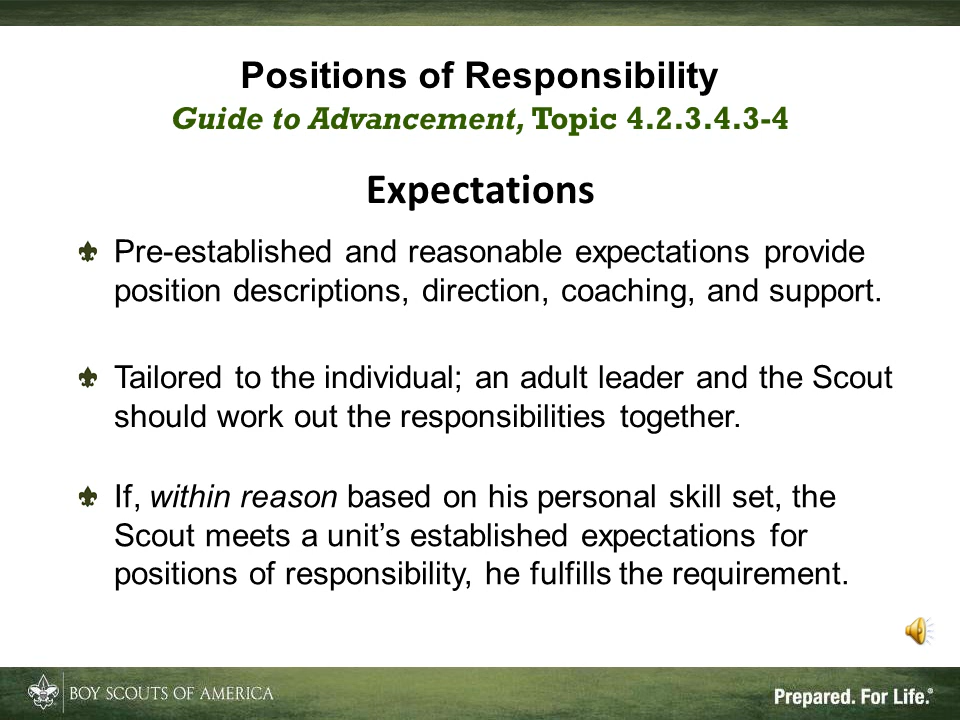 Positions of Responsibility
Guide to Advancement, Topic 4.2.3.4.3-4
Expectations
Pre-established and reasonable expectations provide
position descriptions, direction, coaching, and support.
Tailored to the individual; an adult leader and the Scout
should work out the responsibilities together.
If, within reason based on his personal skill set, the
Scout meets a unit’s established expectations for
positions of responsibility, he fulfills the requirement.
BOY SCOUTS OF AMERICA
Prepared. For Life.®